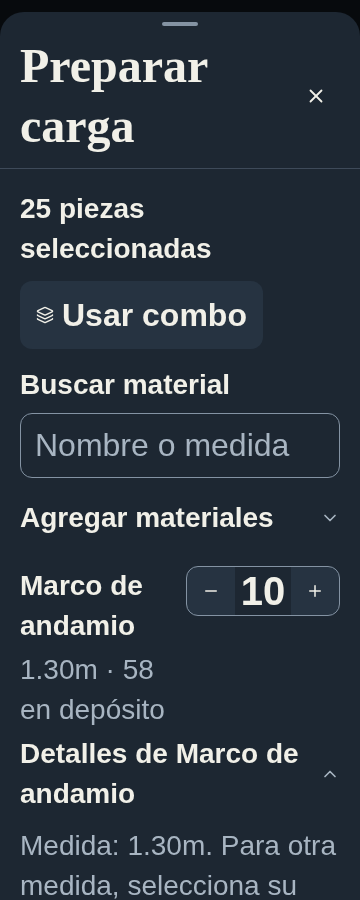 Preparar
carga
25 piezas
seleccionadas
Usar combo
Buscar material
Nombre o medida
Agregar materiales
Marco de
andamio
− 10 +
1.30m · 58
en depósito
Detalles de Marco de
andamio
Medida: 1.30m. Para otra
medida, selecciona su